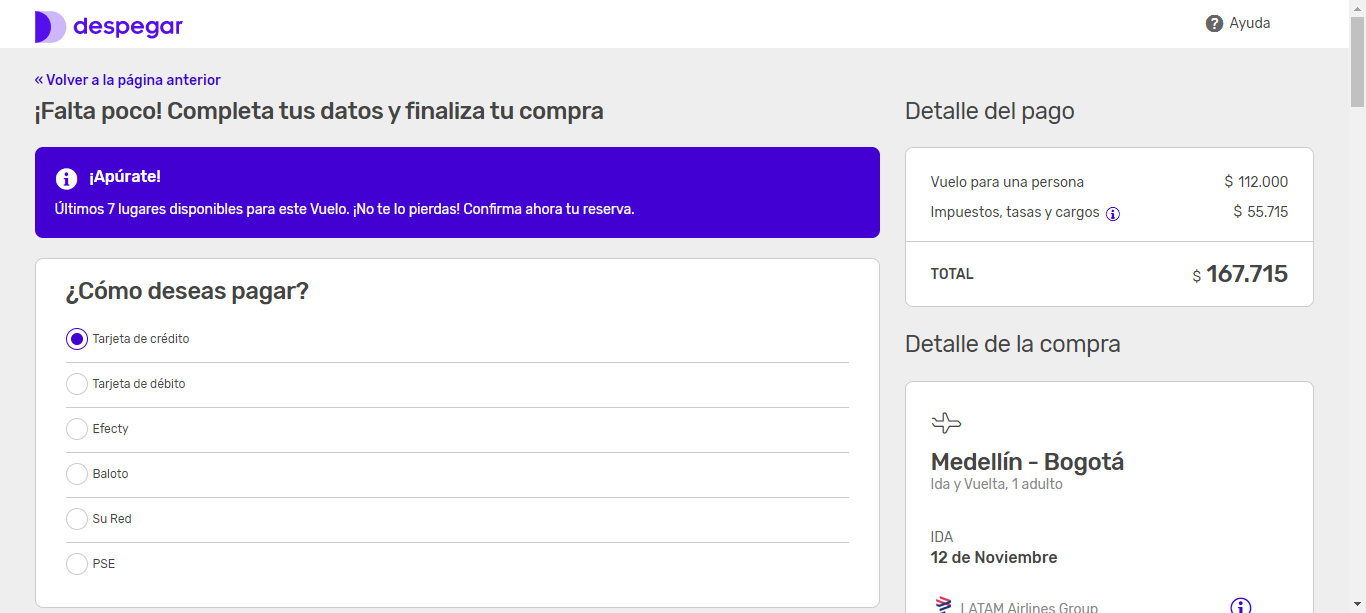 despegar
Ayuda
« Volver a la página anterior
¡Falta poco! Completa tus datos y finaliza tu compra
¡Apúrate!
Últimos 7 lugares disponibles para este Vuelo. ¡No te lo pierdas! Confirma ahora tu reserva.
¿Cómo deseas pagar?
Tarjeta de crédito
Tarjeta de débito
Efecty
Baloto
Su Red
PSE
Detalle del pago
Vuelo para una persona $ 112.000
Impuestos, tasas y cargos $ 55.715
TOTAL $ 167.715
Detalle de la compra
Medellín - Bogotá
Ida y Vuelta, 1 adulto
IDA
12 de Noviembre
LATAM Airlines Group